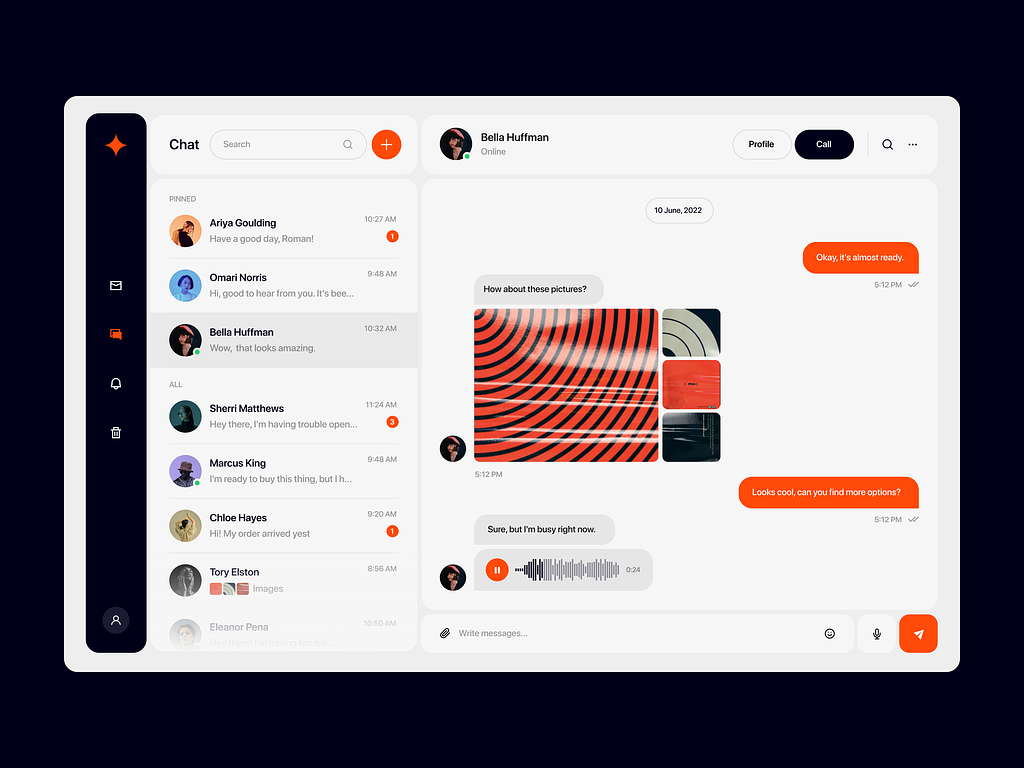 Chat
Search
PINNED
Ariya Goulding
10:27 AM
Have a good day, Roman!
1
Omari Norris
9:48 AM
Hi, good to hear from you. It's bee...
Bella Huffman
10:32 AM
Wow, that looks amazing.
ALL
Sherri Matthews
11:24 AM
Hey there, I'm having trouble open...
3
Marcus King
9:48 AM
I'm ready to buy this thing, but I h...
Chloe Hayes
9:20 AM
Hi! My order arrived yest
1
Tory Elston
8:56 AM
Images
Eleanor Pena
10:50 AM
Hey there! I'm having trouble...
Bella Huffman
Online
Profile
Call
10 June, 2022
Okay, it's almost ready.
5:12 PM
How about these pictures?
5:12 PM
Looks cool, can you find more options?
5:12 PM
Sure, but I'm busy right now.
0:24
Write messages...